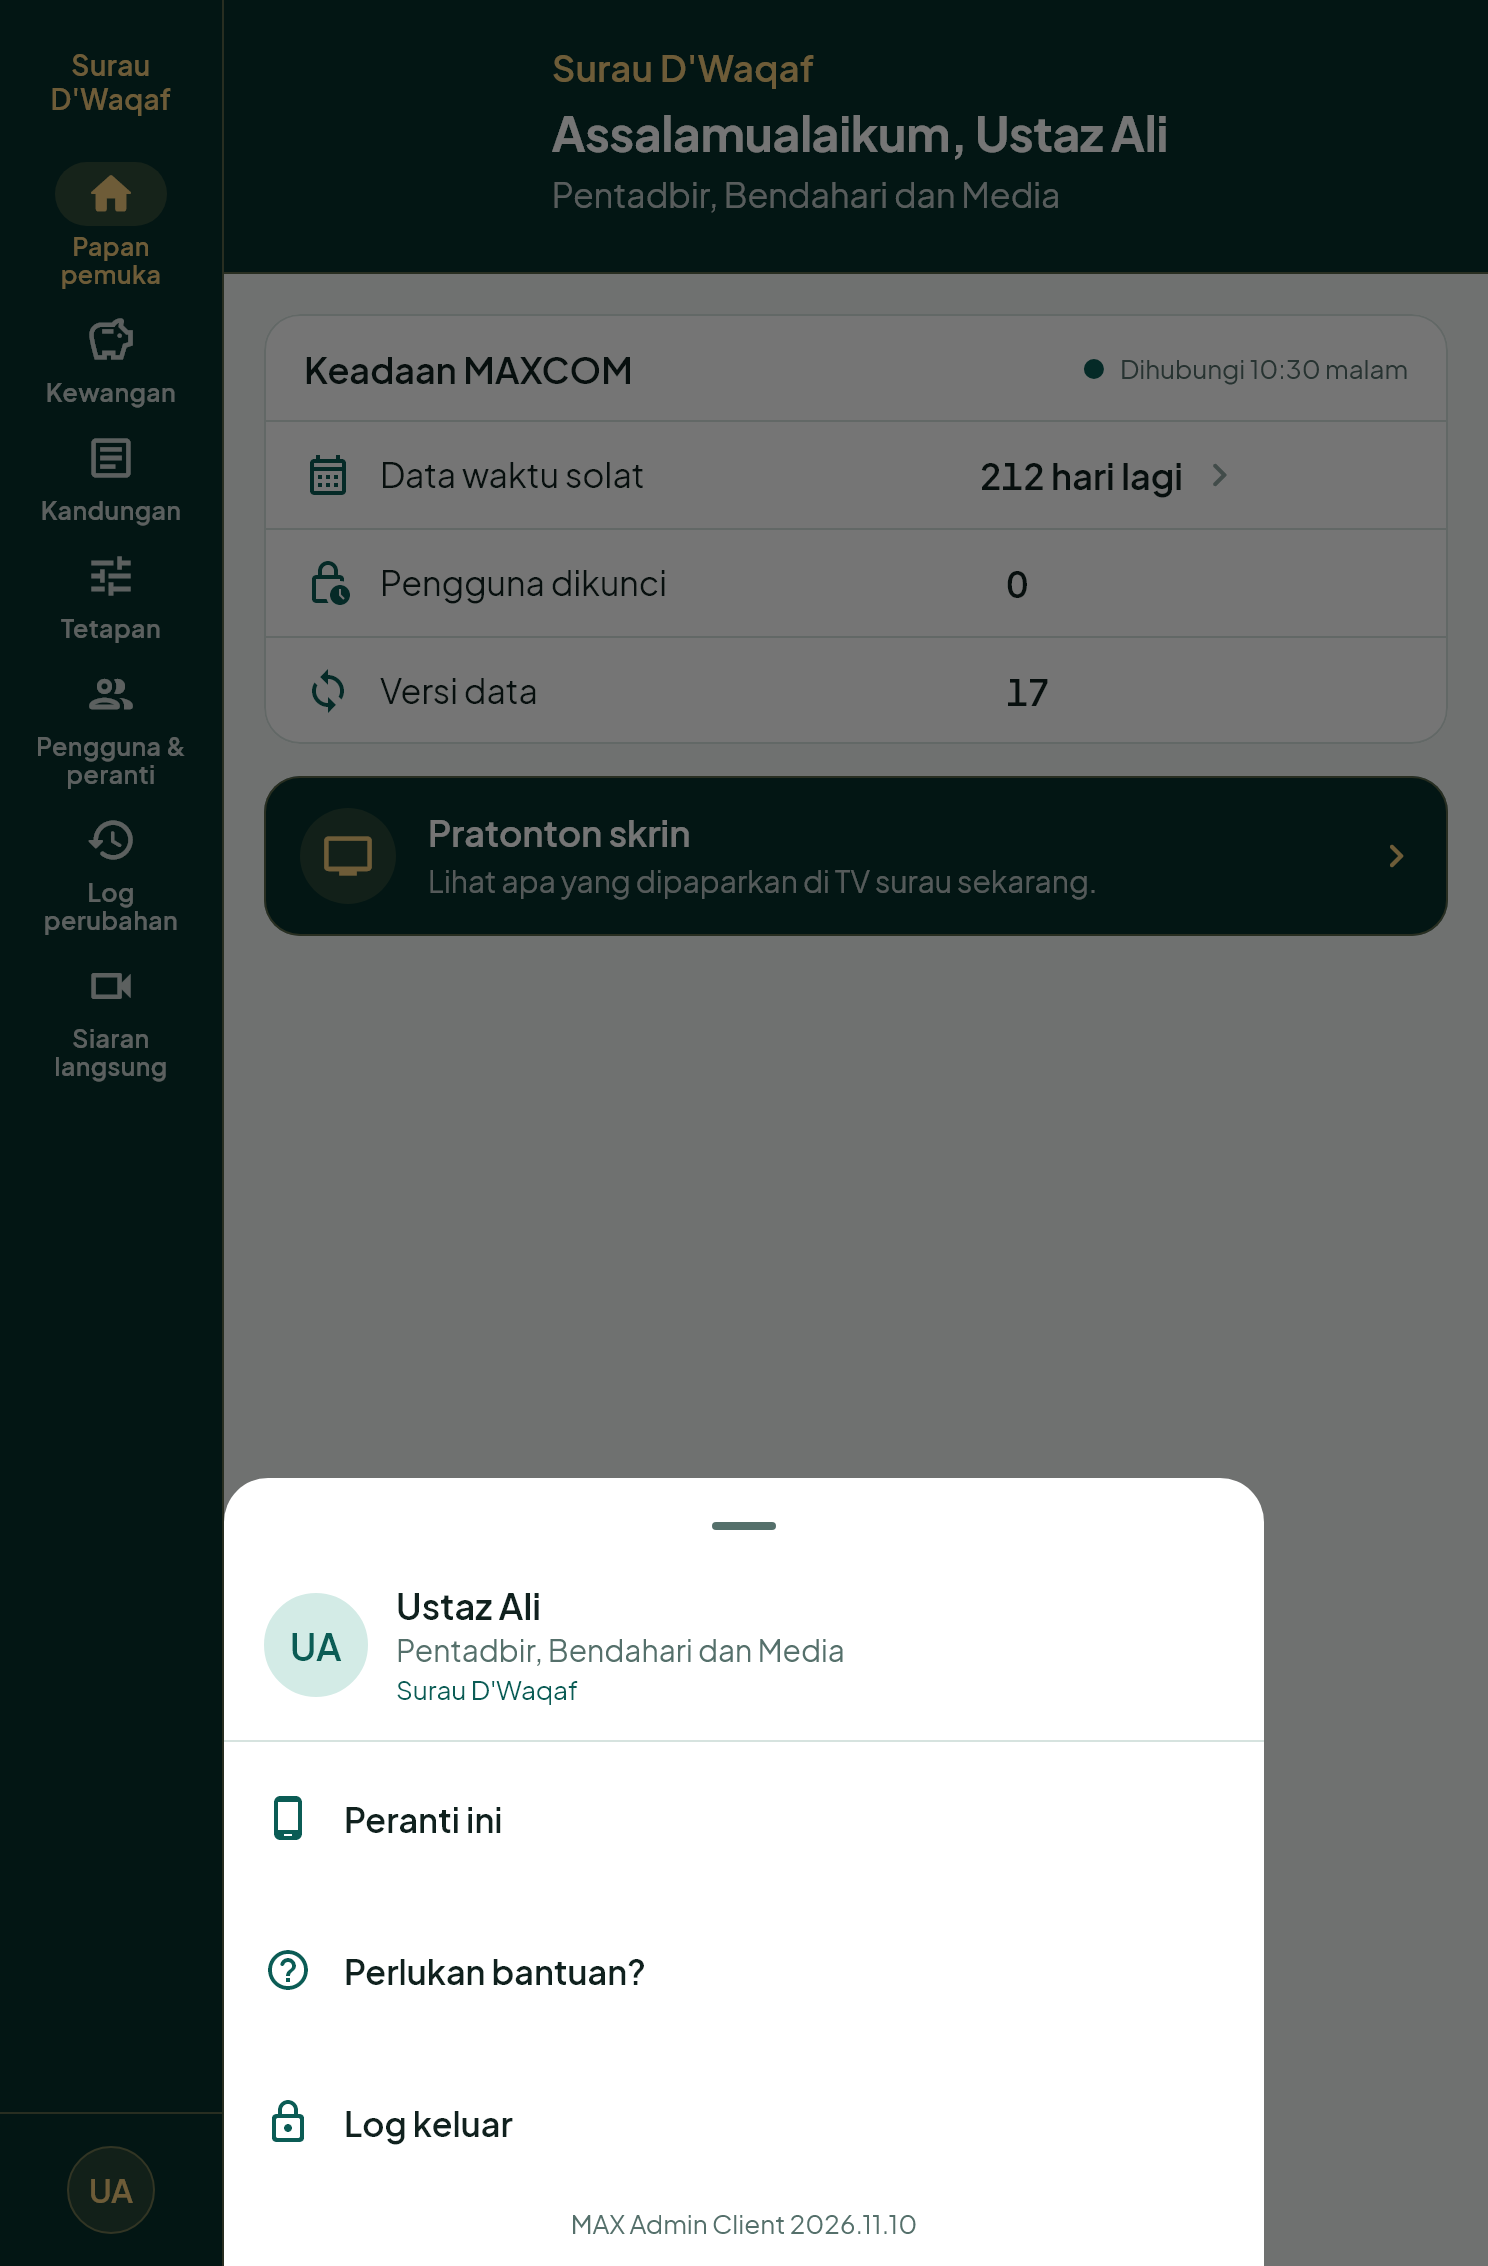 Surau
D'Waqaf
Papan
pemuka
Kewangan
Kandungan
Tetapan
Pengguna &
peranti
Log
perubahan
Siaran
langsung
UA
Surau D'Waqaf
Assalamualaikum, Ustaz Ali
Pentadbir, Bendahari dan Media
Keadaan MAXCOM
Dihubungi 10:30 malam
Data waktu solat
212 hari lagi
Pengguna dikunci
0
Versi data
17
Pratonton skrin
Lihat apa yang dipaparkan di TV surau sekarang.
UA
Ustaz Ali
Pentadbir, Bendahari dan Media
Surau D'Waqaf
Peranti ini
Perlukan bantuan?
Log keluar
MAX Admin Client 2026.11.10